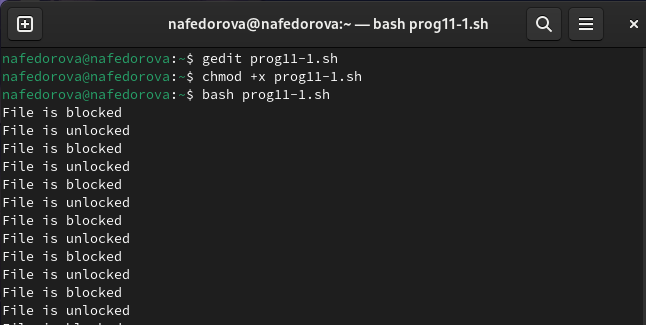 nafedorova@nafedorova:~ — bash prog11-1.sh
nafedorova@nafedorova:~$ gedit prog11-1.sh
nafedorova@nafedorova:~$ chmod +x prog11-1.sh
nafedorova@nafedorova:~$ bash prog11-1.sh
File is blocked
File is unlocked
File is blocked
File is unlocked
File is blocked
File is unlocked
File is blocked
File is unlocked
File is blocked
File is unlocked
File is blocked
File is unlocked